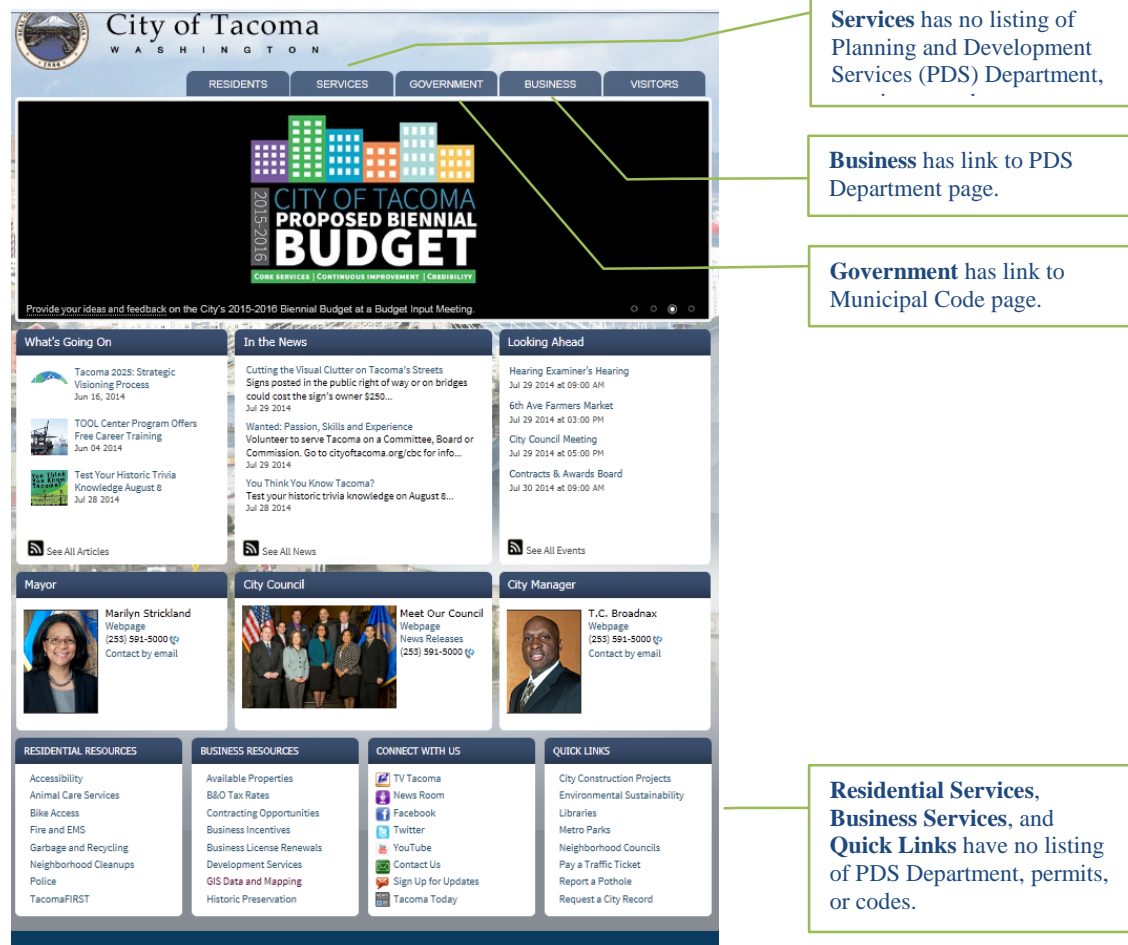 City of Tacoma
WASHINGTON
RESIDENTS
SERVICES
GOVERNMENT
BUSINESS
VISITORS
2015-2016
CITY OF TACOMA
PROPOSED BIENNIAL
BUDGET
CORE SERVICES | CONTINUOUS IMPROVEMENT | CREDIBILITY
Provide your ideas and feedback on the City's 2015-2016 Biennial Budget at a Budget Input Meeting.
Services has no listing of
Planning and Development
Services (PDS) Department,
Business has link to PDS
Department page.
Government has link to
Municipal Code page.
What's Going On
Tacoma 2025: Strategic
Visioning Process
Jun 16, 2014
TOOL Center Program Offers
Free Career Training
Jun 04 2014
You Think
You Know
Tacoma?
Test Your Historic Trivia
Knowledge August 8
Jul 28 2014
See All Articles
In the News
Cutting the Visual Clutter on Tacoma's Streets
Signs posted in the public right of way or on bridges
could cost the sign's owner $250...
Jul 29 2014
Wanted: Passion, Skills and Experience
Volunteer to serve Tacoma on a Committee, Board or
Commission. Go to cityoftacoma.org/cbc for info...
Jul 29 2014
You Think You Know Tacoma?
Test your historic trivia knowledge on August 8...
Jul 28 2014
See All News
Looking Ahead
Hearing Examiner's Hearing
Jul 29 2014 at 09:00 AM
6th Ave Farmers Market
Jul 29 2014 at 03:00 PM
City Council Meeting
Jul 29 2014 at 05:00 PM
Contracts & Awards Board
Jul 30 2014 at 09:00 AM
See All Events
Mayor
Marilyn Strickland
Webpage
(253) 591-5000
Contact by email
City Council
Meet Our Council
Webpage
News Releases
(253) 591-5000
City Manager
T.C. Broadnax
Webpage
(253) 591-5000
Contact by email
RESIDENTIAL RESOURCES
Accessibility
Animal Care Services
Bike Access
Fire and EMS
Garbage and Recycling
Neighborhood Cleanups
Police
TacomaFIRST
BUSINESS RESOURCES
Available Properties
B&O Tax Rates
Contracting Opportunities
Business Incentives
Business License Renewals
Development Services
GIS Data and Mapping
Historic Preservation
CONNECT WITH US
TV Tacoma
News Room
Facebook
Twitter
YouTube
Contact Us
Sign Up for Updates
Tacoma Today
QUICK LINKS
City Construction Projects
Environmental Sustainability
Libraries
Metro Parks
Neighborhood Councils
Pay a Traffic Ticket
Report a Pothole
Request a City Record
Residential Services,
Business Services, and
Quick Links have no listing
of PDS Department, permits,
or codes.